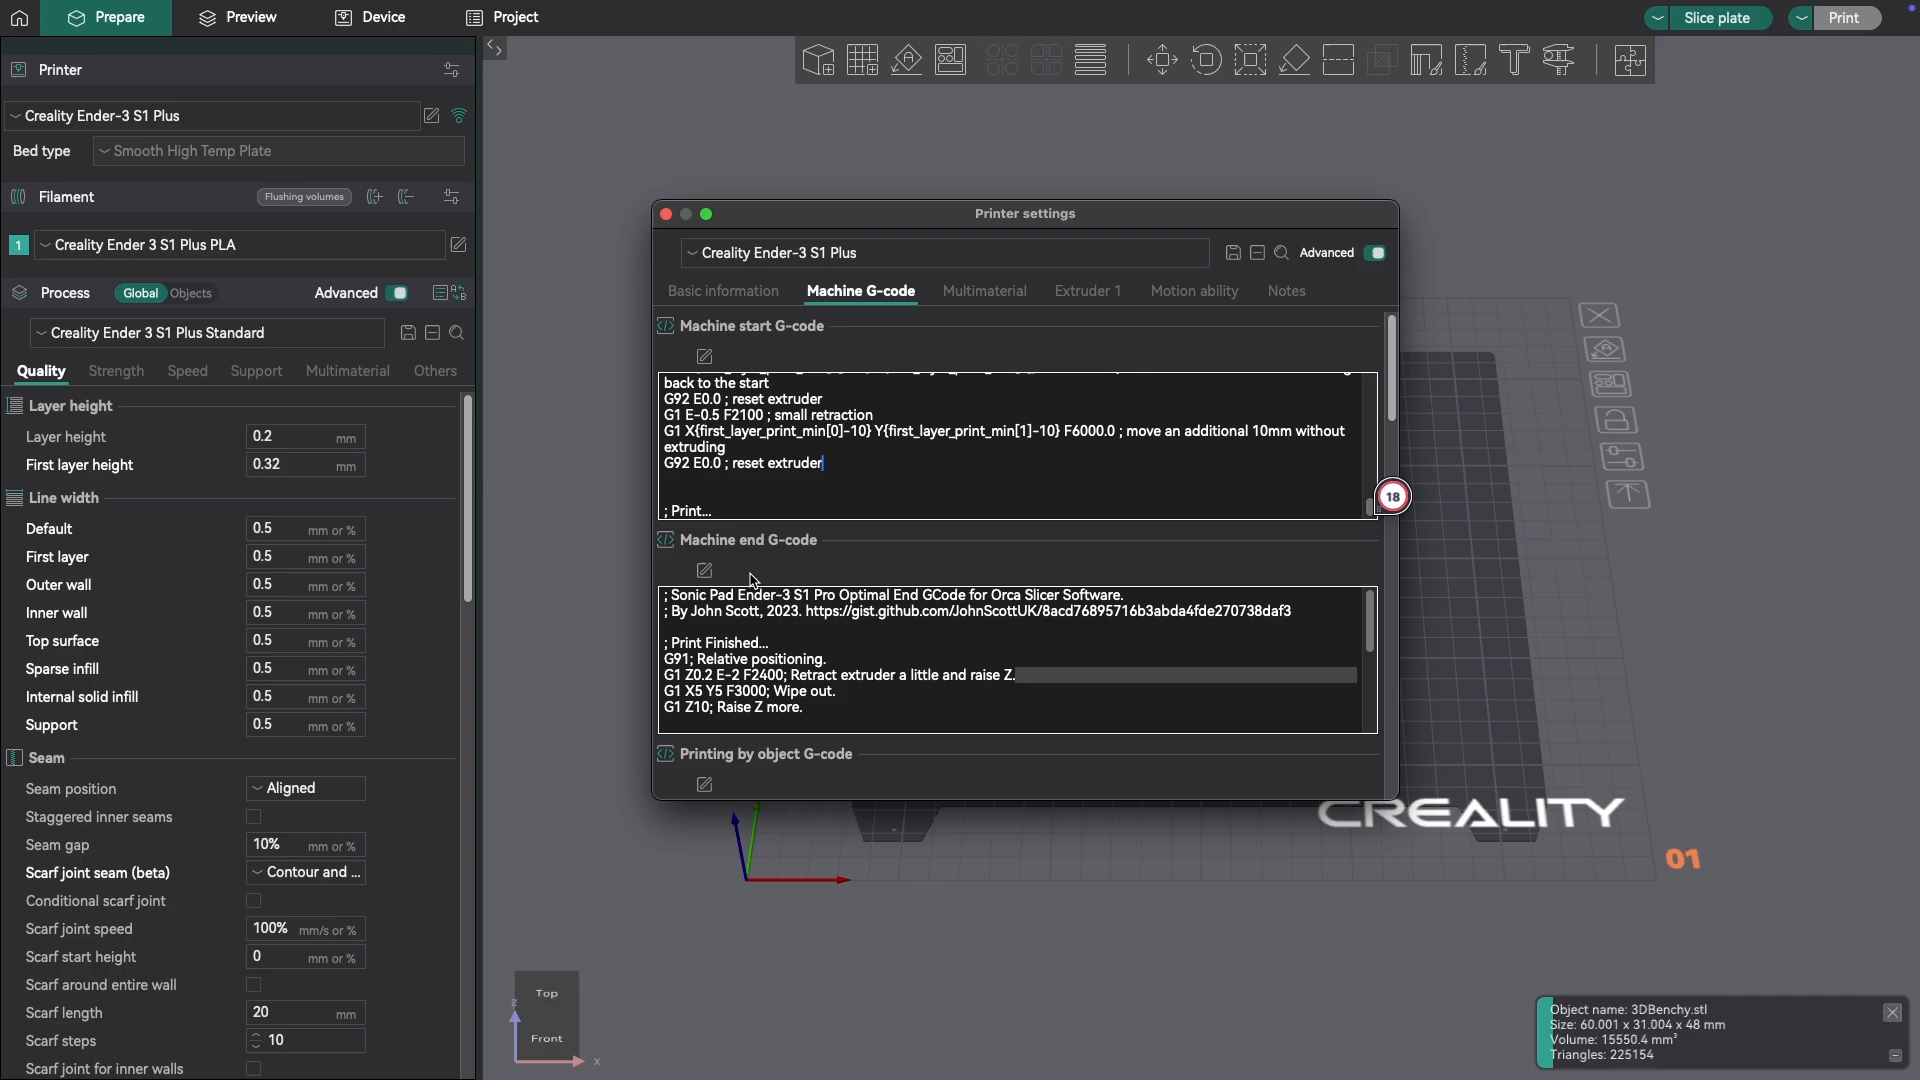 Prepare
Preview
Device
Project
Slice plate
Print
Printer
Creality Ender-3 S1 Plus
Bed type
Smooth High Temp Plate
Filament
Flushing volumes
1
Creality Ender 3 S1 Plus PLA
Process
Global
Objects
Advanced
Creality Ender 3 S1 Plus Standard
Quality
Strength
Speed
Support
Multimaterial
Others
Layer height
Layer height 0.2 mm
First layer height 0.32 mm
Line width
Default 0.5 mm or %
First layer 0.5 mm or %
Outer wall 0.5 mm or %
Inner wall 0.5 mm or %
Top surface 0.5 mm or %
Sparse infill 0.5 mm or %
Internal solid infill 0.5 mm or %
Support 0.5 mm or %
Seam
Seam position Aligned
Staggered inner seams
Seam gap 10% mm or %
Scarf joint seam (beta) Contour and ...
Conditional scarf joint
Scarf joint speed 100% mm/s or %
Scarf start height 0 mm or %
Scarf around entire wall
Scarf length 20 mm
Scarf steps 10
Scarf joint for inner walls
Printer settings
Creality Ender-3 S1 Plus
Advanced
Basic information
Machine G-code
Multimaterial
Extruder 1
Motion ability
Notes
Machine start G-code
back to the start
G92 E0.0 ; reset extruder
G1 E-0.5 F2100 ; small retraction
G1 X{first_layer_print_min[0]-10} Y{first_layer_print_min[1]-10} F6000.0 ; move an additional 10mm without
extruding
G92 E0.0 ; reset extruder
; Print...
18
Machine end G-code
; Sonic Pad Ender-3 S1 Pro Optimal End GCode for Orca Slicer Software.
; By John Scott, 2023. https://gist.github.com/JohnScottUK/8acd76895716b3abda4fde270738daf3
; Print Finished...
G91; Relative positioning.
G1 Z0.2 E-2 F2400; Retract extruder a little and raise Z.
G1 X5 Y5 F3000; Wipe out.
G1 Z10; Raise Z more.
Printing by object G-code
CREALITY
01
Top
Front
z
x
Object name: 3DBenchy.stl
Size: 60.001 x 31.004 x 48 mm
Volume: 15550.4 mm³
Triangles: 225154